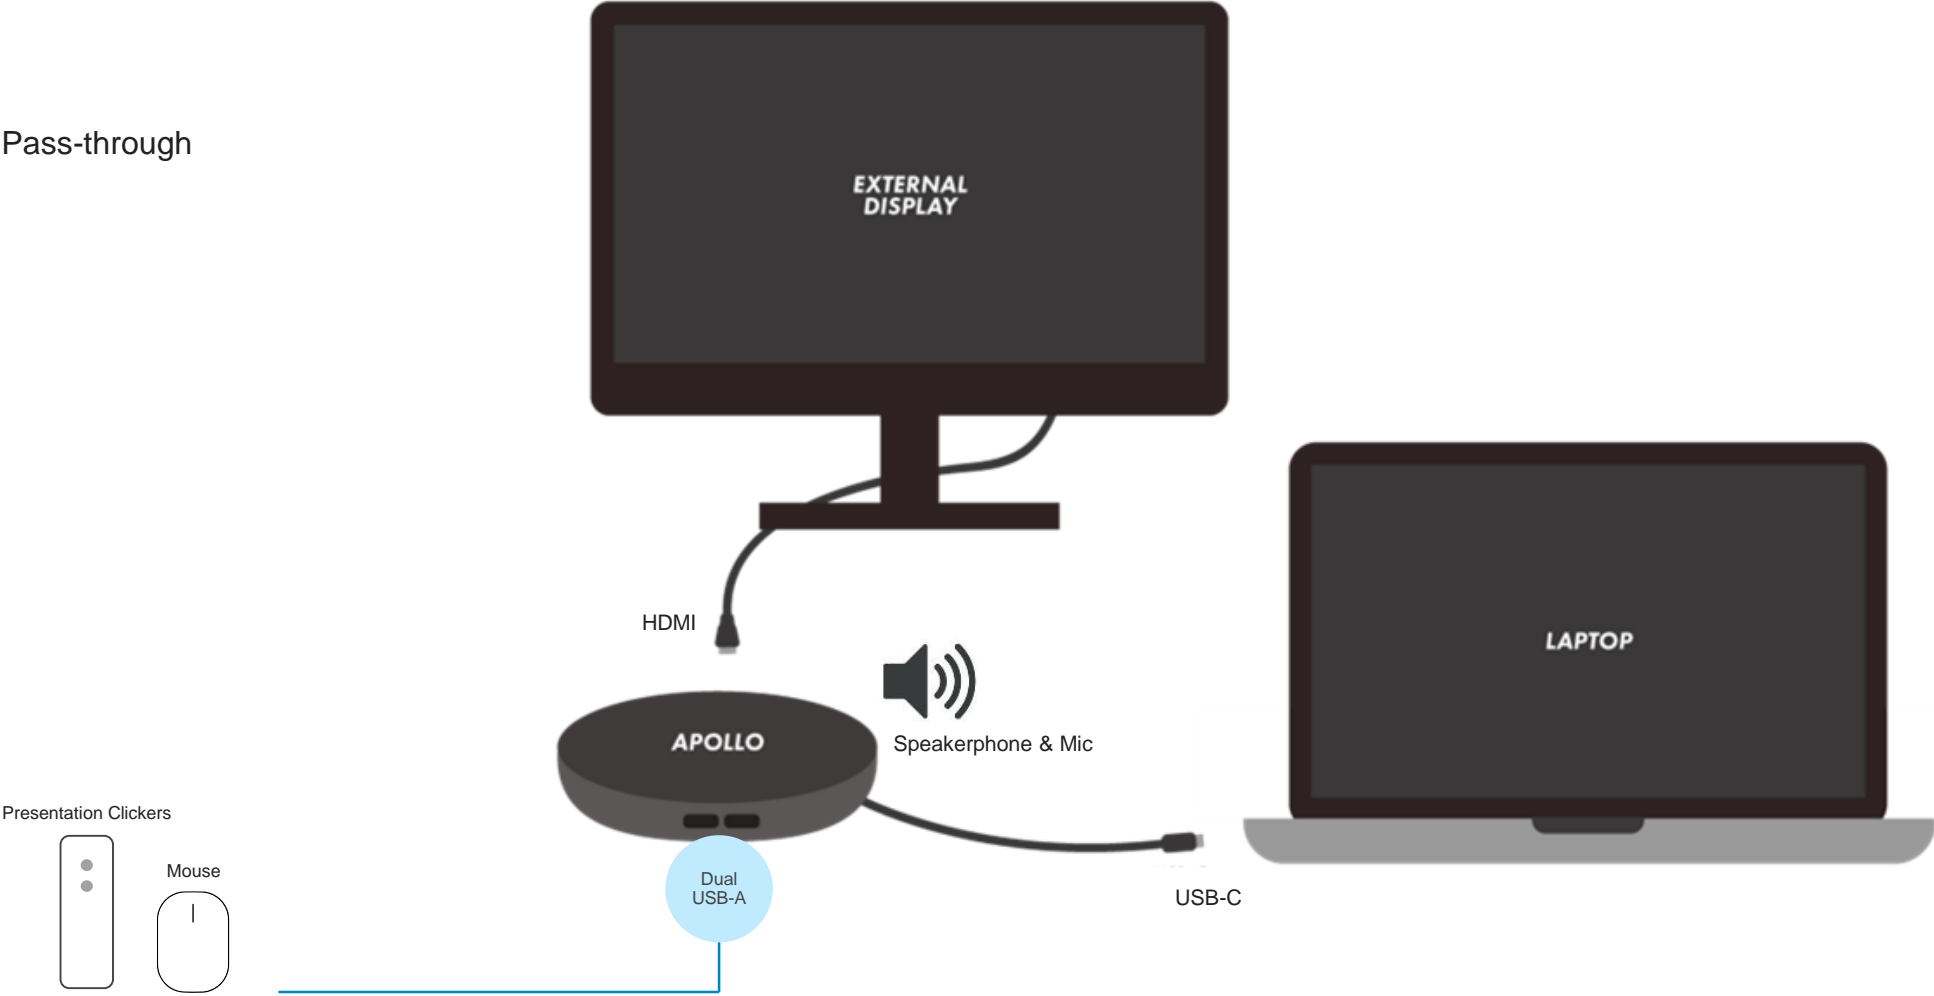 Pass-through
EXTERNAL
DISPLAY
HDMI
LAPTOP
APOLLO
Speakerphone & Mic
Presentation Clickers
Mouse
Dual
USB-A
USB-C